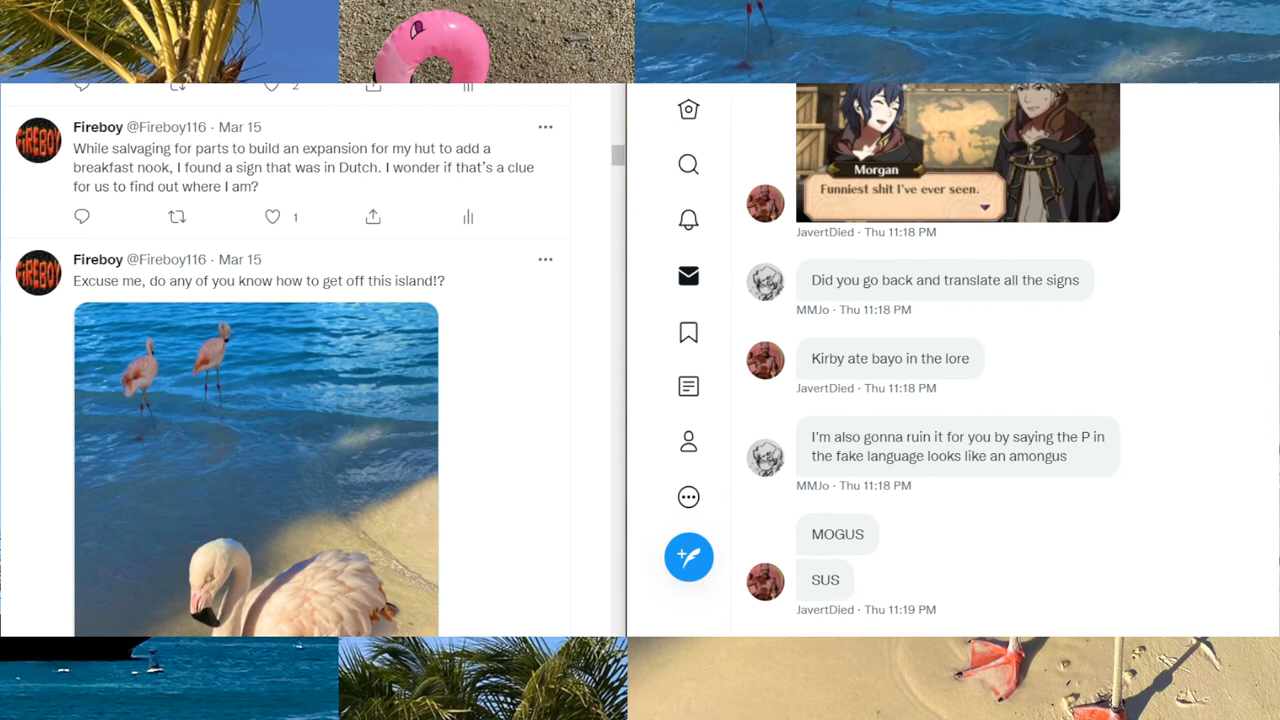 2
Fireboy @Fireboy116 · Mar 15
While salvaging for parts to build an expansion for my hut to add a
breakfast nook, I found a sign that was in Dutch. I wonder if that's a clue
for us to find out where I am?
1
Fireboy @Fireboy116 · Mar 15
Excuse me, do any of you know how to get off this island!?
FIREBOY
FIREBOY
Morgan
Funniest shit I've ever seen.
JavertDied · Thu 11:18 PM
Did you go back and translate all the signs
MMJo · Thu 11:18 PM
Kirby ate bayo in the lore
JavertDied · Thu 11:18 PM
I'm also gonna ruin it for you by saying the P in
the fake language looks like an amongus
MMJo · Thu 11:18 PM
MOGUS
SUS
JavertDied · Thu 11:19 PM